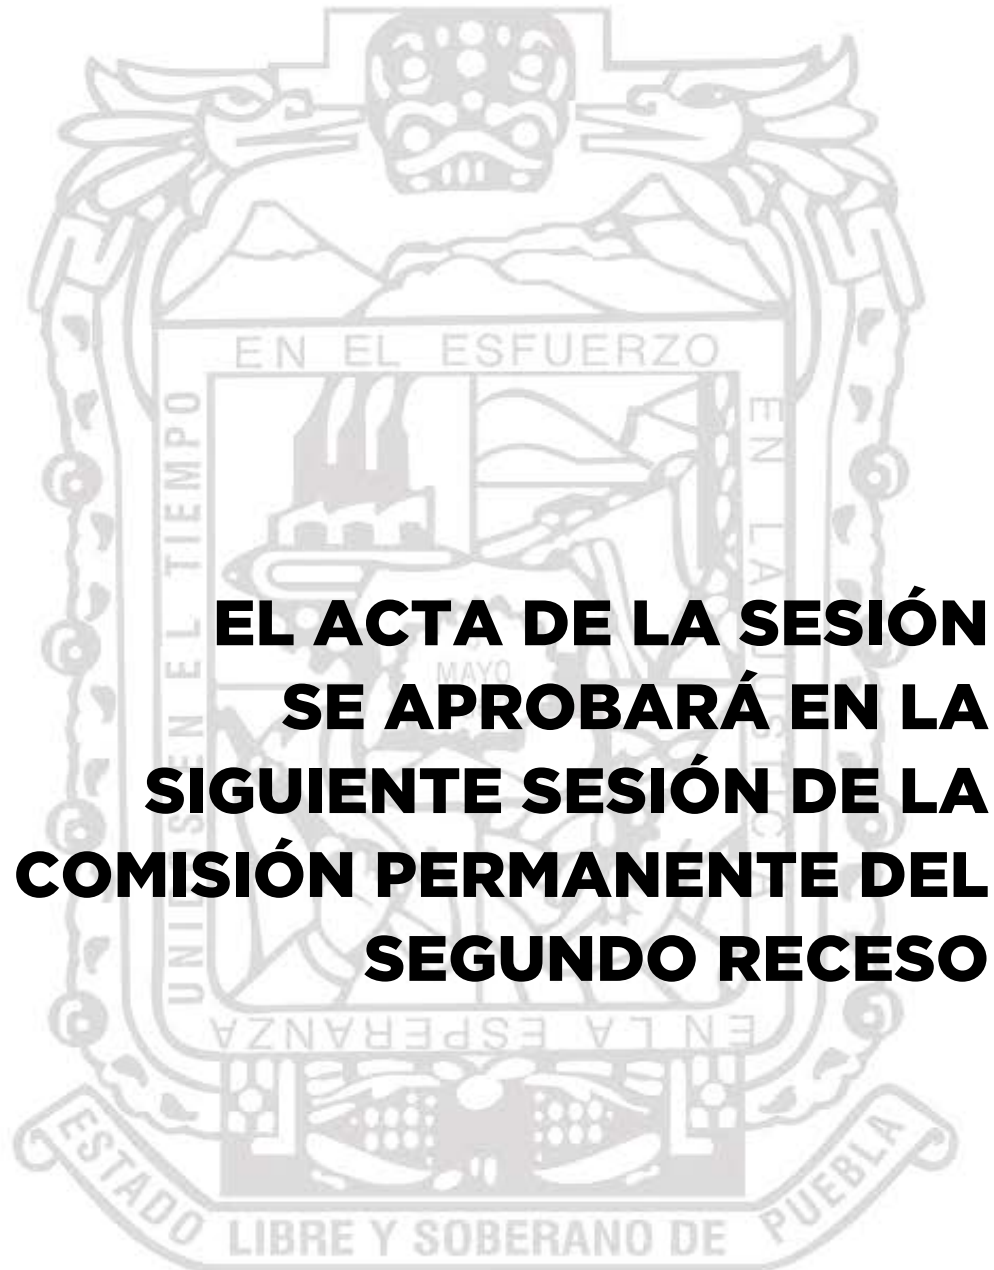 EN EL ESFUERZO
EN LA JUSTICIA
UNIDOS EN EL TIEMPO
MAYO
EL ACTA DE LA SESIÓN
SE APROBARÁ EN LA
SIGUIENTE SESIÓN DE LA
COMISIÓN PERMANENTE DEL
SEGUNDO RECESO
EN LA ESPERANZA
ESTADO LIBRE Y SOBERANO DE PUEBLA